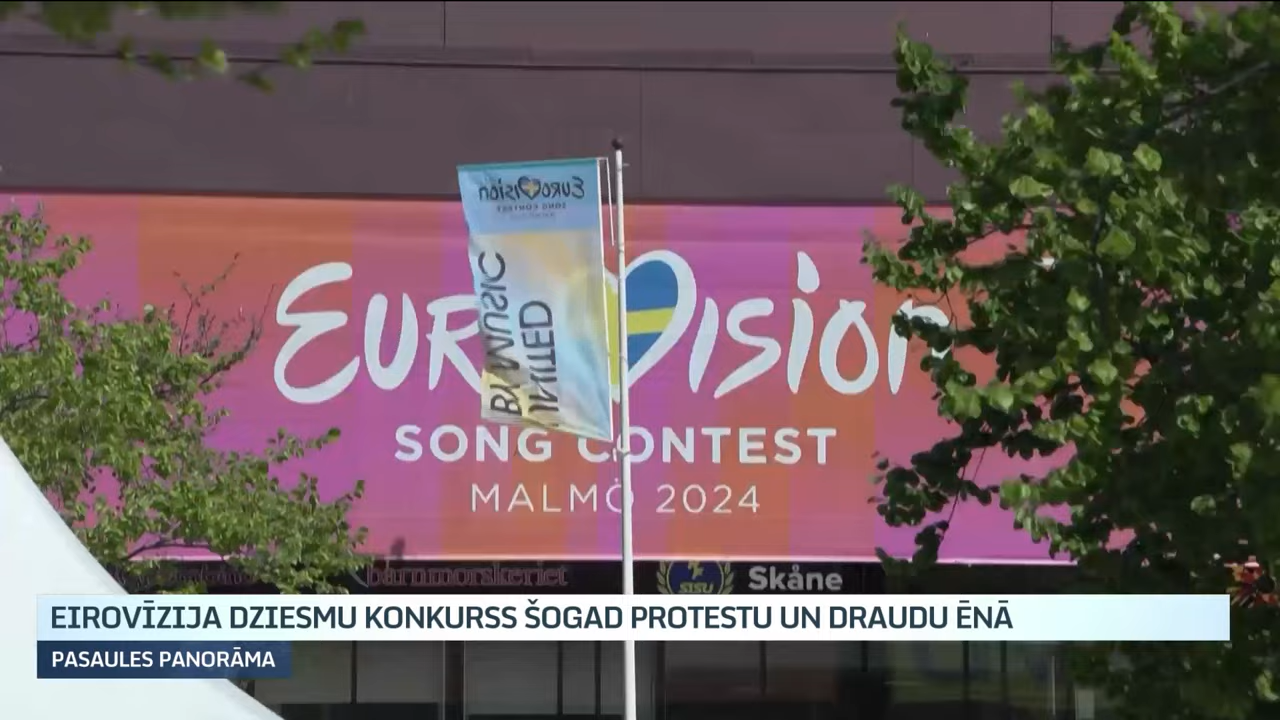 EUROVISION
SONG CONTEST
BY MUSIC
UNITED
EUROVISION
SONG CONTEST
MALMÖ 2024
barnmorskeriet
SISU
Skåne
EIROVĪZIJA DZIESMU KONKURSS ŠOGAD PROTESTU UN DRAUDU ĒNĀ
PASAULES PANORĀMA